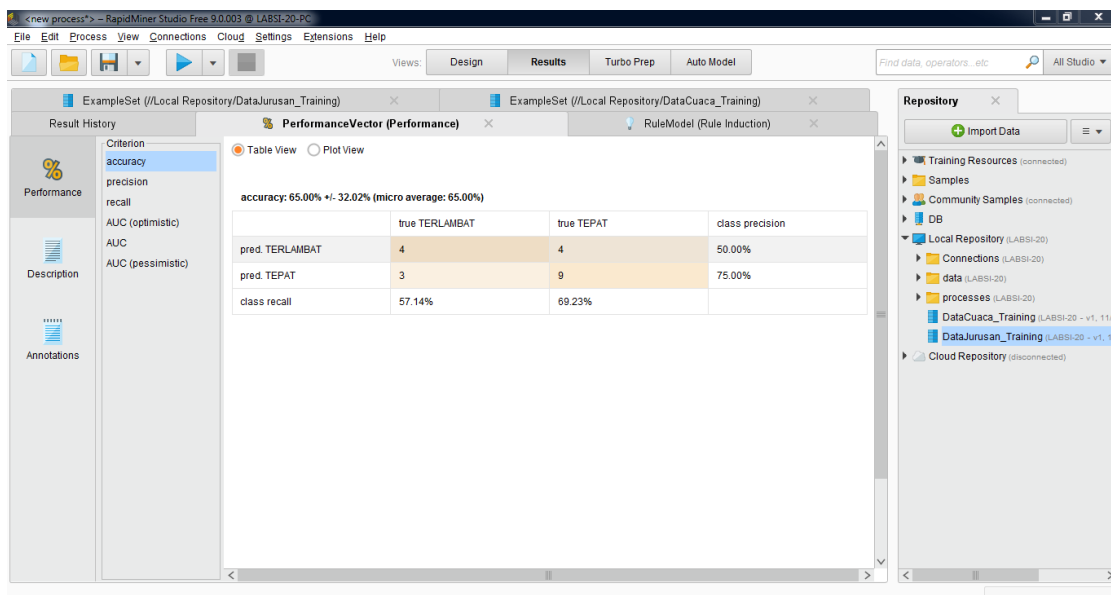 <new process*> – RapidMiner Studio Free 9.0.003 @ LABSI-20-PC
File Edit Process View Connections Cloud Settings Extensions Help
Views: Design Results Turbo Prep Auto Model
Find data, operators...etc
All Studio
ExampleSet (//Local Repository/DataJurusan_Training)
ExampleSet (//Local Repository/DataCuaca_Training)
Result History
PerformanceVector (Performance)
RuleModel (Rule Induction)
%
Performance
Description
Annotations
Criterion
accuracy
precision
recall
AUC (optimistic)
AUC
AUC (pessimistic)
Table View Plot View
accuracy: 65.00% +/- 32.02% (micro average: 65.00%)
true TERLAMBAT true TEPAT class precision
pred. TERLAMBAT 4 4 50.00%
pred. TEPAT 3 9 75.00%
class recall 57.14% 69.23%
Repository
Import Data
Training Resources (connected)
Samples
Community Samples (connected)
DB
Local Repository (LABSI-20)
Connections (LABSI-20)
data (LABSI-20)
processes (LABSI-20)
DataCuaca_Training (LABSI-20 - v1, 11/
DataJurusan_Training (LABSI-20 - v1, 1
Cloud Repository (disconnected)